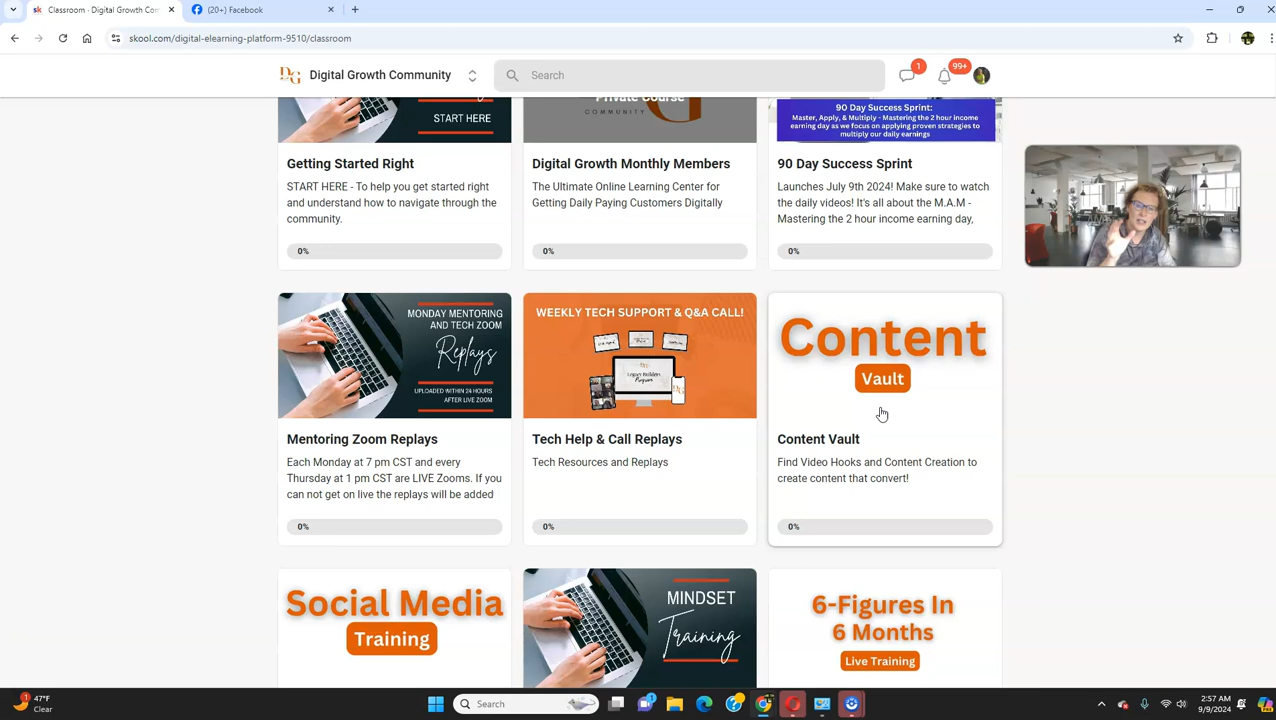 Classroom - Digital Growth Com
(20+) Facebook
skool.com/digital-elearning-platform-9510/classroom
Digital Growth Community
Search
1
99+
START HERE
Private Course
COMMUNITY
90 Day Success Sprint:
Master, Apply, & Multiply - Mastering the 2 hour income
earning day as we focus on applying proven strategies to
multiply our daily earnings
Getting Started Right
START HERE - To help you get started right
and understand how to navigate through the
community.
0%
Digital Growth Monthly Members
The Ultimate Online Learning Center for
Getting Daily Paying Customers Digitally
0%
90 Day Success Sprint
Launches July 9th 2024! Make sure to watch
the daily videos! It's all about the M.A.M -
Mastering the 2 hour income earning day,
0%
MONDAY MENTORING
AND TECH ZOOM
Replays
UPLOADED WITHIN 24 HOURS
AFTER LIVE ZOOM
Mentoring Zoom Replays
Each Monday at 7 pm CST and every
Thursday at 1 pm CST are LIVE Zooms. If you
can not get on live the replays will be added
0%
WEEKLY TECH SUPPORT & Q&A CALL!
Tech Help & Call Replays
Tech Resources and Replays
0%
Content
Vault
Content Vault
Find Video Hooks and Content Creation to
create content that convert!
0%
Social Media
Training
MINDSET
Training
6-Figures In
6 Months
Live Training
1
47°F
Clear
Search
1
2:57 AM
9/9/2024